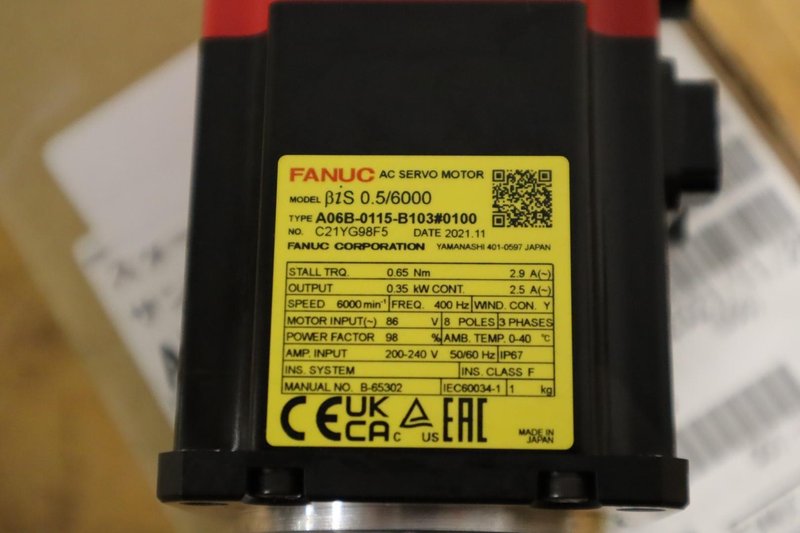 FANUC AC SERVO MOTOR
MODEL βiS 0.5/6000
TYPE A06B-0115-B103#0100
NO. C21YG98F5 DATE 2021.11
FANUC CORPORATION YAMANASHI 401-0597 JAPAN
STALL TRQ. 0.65 Nm 2.9 A(~)
OUTPUT 0.35 kW CONT. 2.5 A(~)
SPEED 6000 min⁻¹ FREQ. 400 Hz WIND. CON. Y
MOTOR INPUT(~) 86 V 8 POLES 3 PHASES
POWER FACTOR 98 % AMB. TEMP. 0-40 ℃
AMP. INPUT 200-240 V 50/60 Hz IP67
INS. SYSTEM INS. CLASS F
MANUAL NO. B-65302 IEC60034-1 1 kg
CE UK CA C US EAC
MADE IN JAPAN